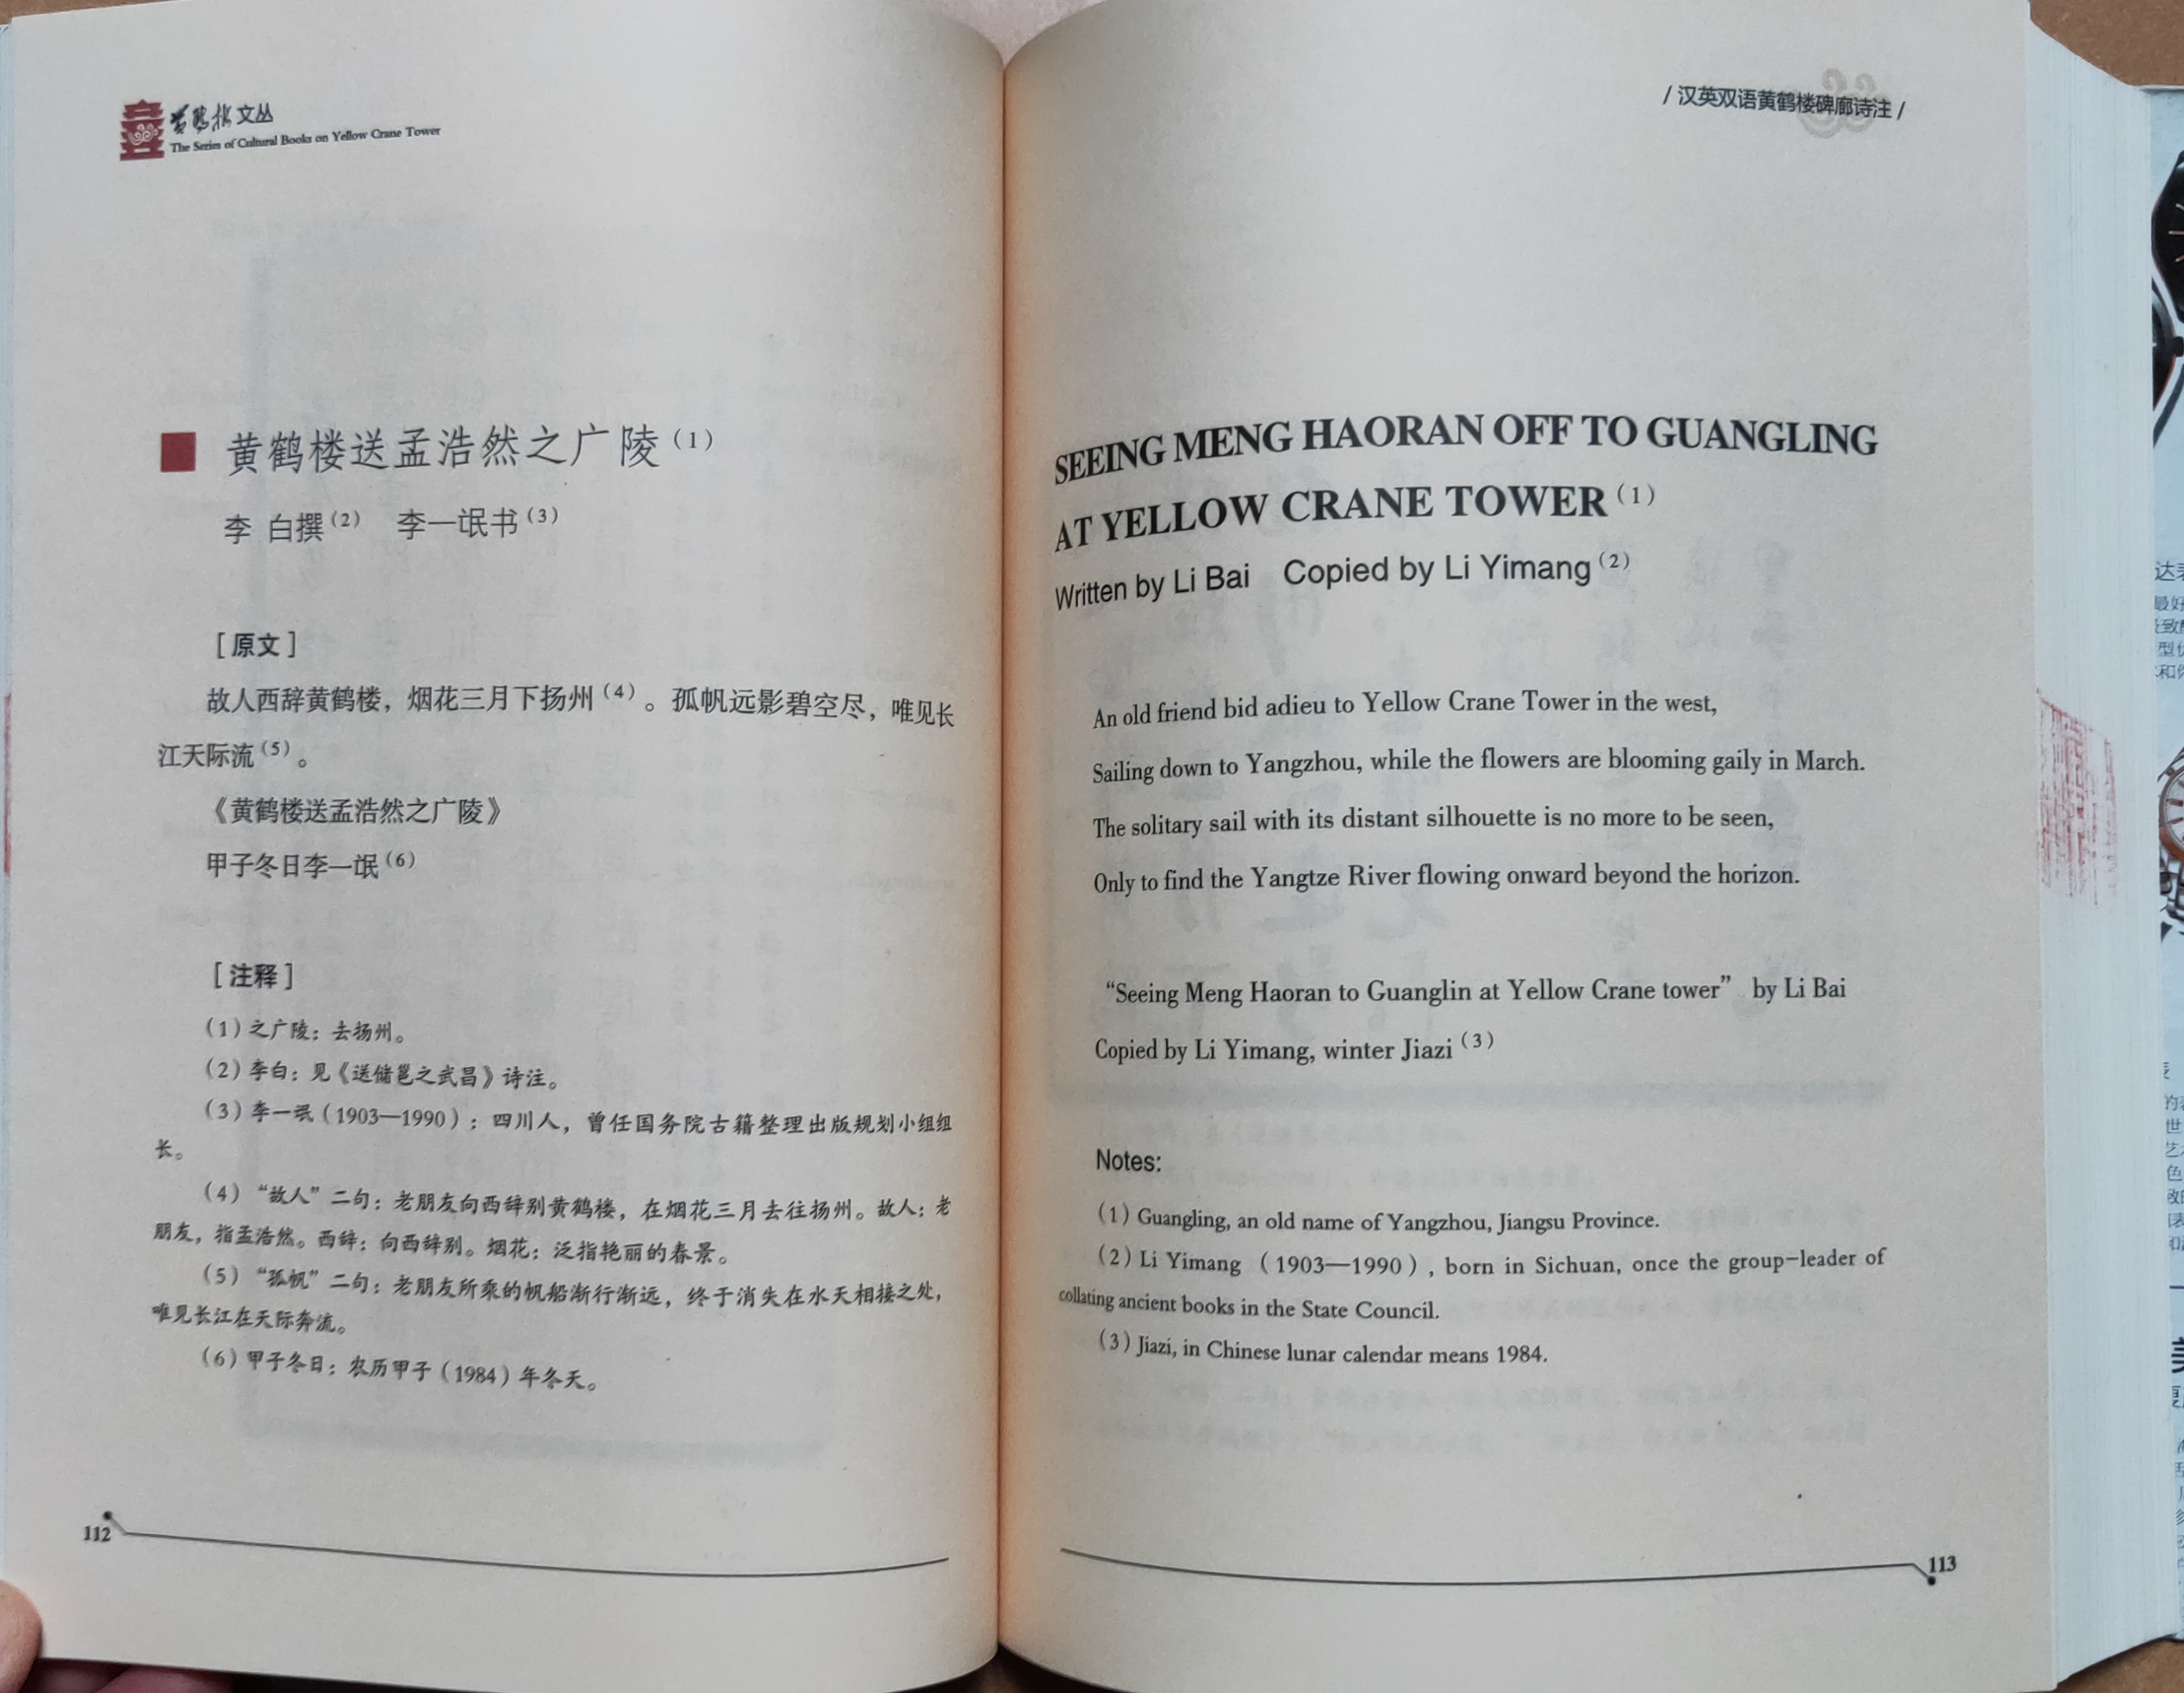 黄鹤楼文丛
The Series of Cultural Books on Yellow Crane Tower
黄鹤楼送孟浩然之广陵(1)
李 白撰(2) 李一氓书(3)
[原文]
故人西辞黄鹤楼，烟花三月下扬州(4)。孤帆远影碧空尽，唯见长
江天际流(5)。
《黄鹤楼送孟浩然之广陵》
甲子冬日李一氓(6)
[注释]
(1)之广陵：去扬州。
(2)李白：见《送储邕之武昌》诗注。
(3)李一氓(1903—1990)：四川人，曾任国务院古籍整理出版规划小组组
长。
(4)“故人”二句：老朋友向西辞别黄鹤楼，在烟花三月去往扬州。故人：老
朋友，指孟浩然。西辞：向西辞别。烟花：泛指艳丽的春景。
(5)“孤帆”二句：老朋友所乘的帆船渐行渐远，终于消失在水天相接之处，
唯见长江在天际奔流。
(6)甲子冬日：农历甲子(1984)年冬天。
112
/ 汉英双语黄鹤楼碑廊诗注 /
SEEING MENG HAORAN OFF TO GUANGLING
AT YELLOW CRANE TOWER(1)
Written by Li Bai Copied by Li Yimang(2)
An old friend bid adieu to Yellow Crane Tower in the west,
Sailing down to Yangzhou, while the flowers are blooming gaily in March.
The solitary sail with its distant silhouette is no more to be seen,
Only to find the Yangtze River flowing onward beyond the horizon.
“Seeing Meng Haoran to Guanglin at Yellow Crane tower” by Li Bai
Copied by Li Yimang, winter Jiazi(3)
Notes:
(1) Guangling, an old name of Yangzhou, Jiangsu Province.
(2) Li Yimang (1903—1990), born in Sichuan, once the group-leader of
collating ancient books in the State Council.
(3) Jiazi, in Chinese lunar calendar means 1984.
113